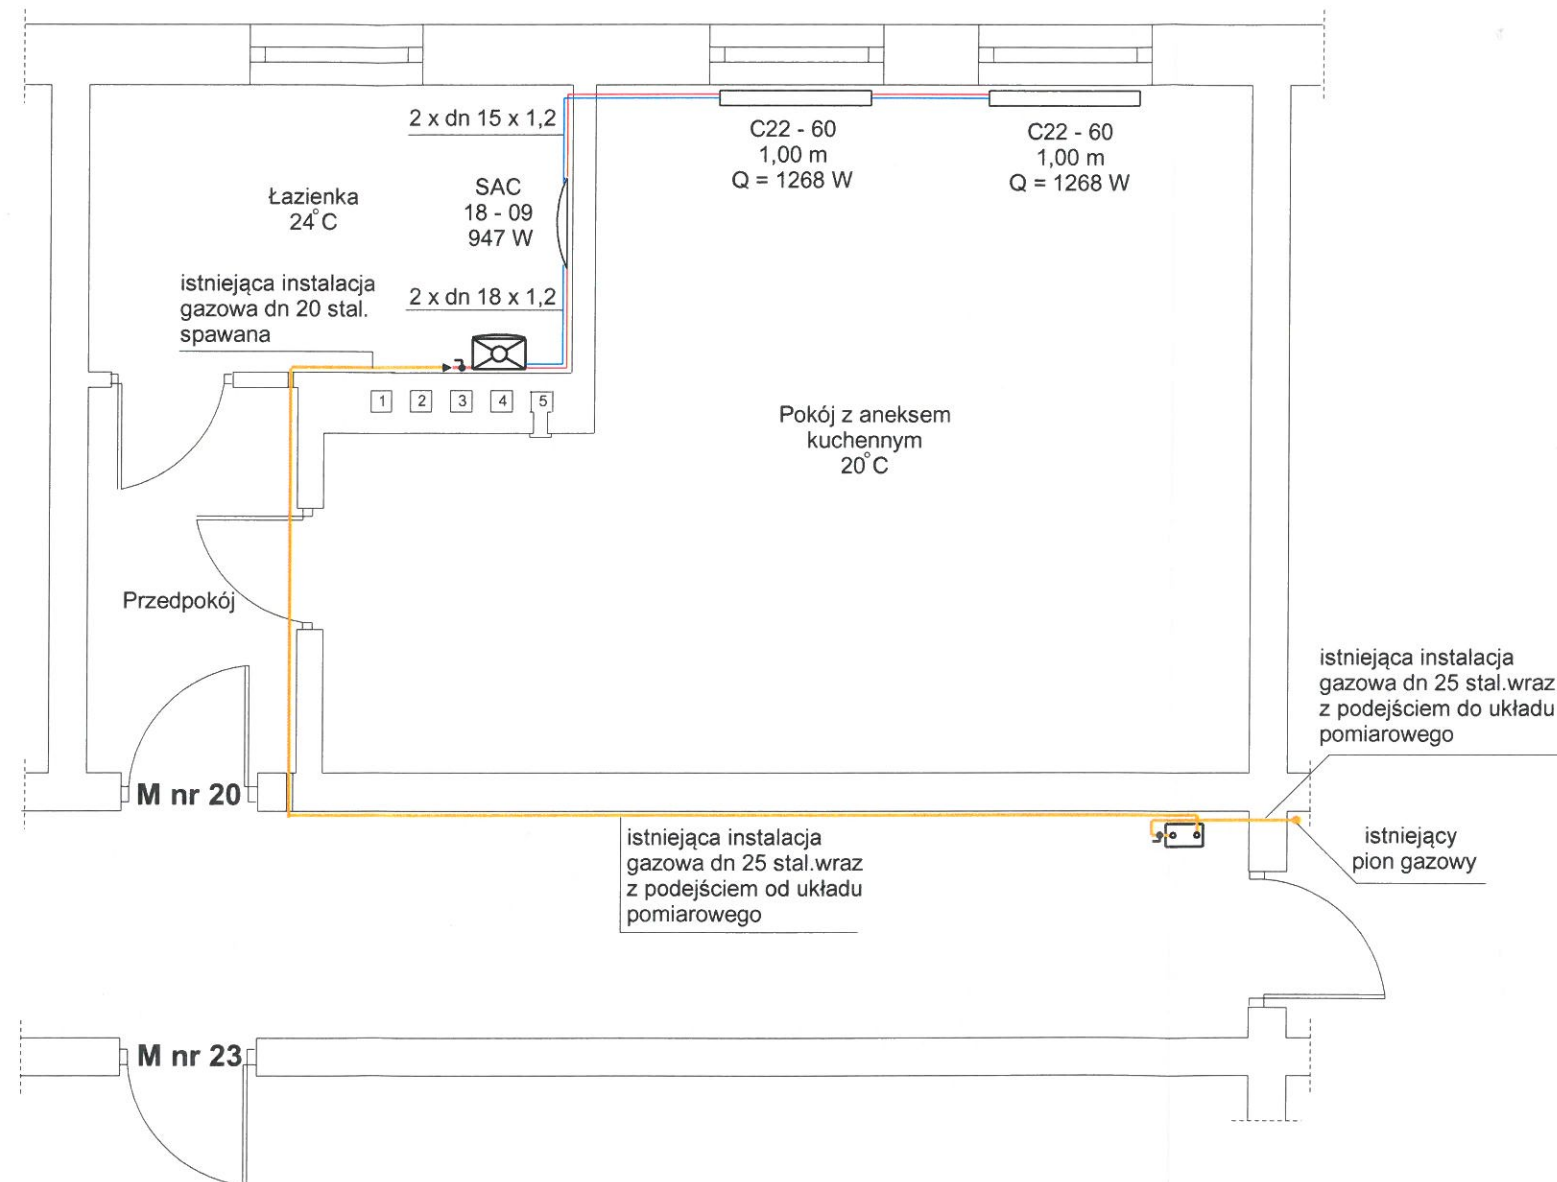 2 x dn 15 x 1,2
C22 - 60
1,00 m
Q = 1268 W
C22 - 60
1,00 m
Q = 1268 W
Łazienka
24°C
SAC
18 - 09
947 W
istniejąca instalacja
gazowa dn 20 stal.
spawana
2 x dn 18 x 1,2
1 2 3 4 5
Pokój z aneksem
kuchennym
20°C
Przedpokój
istniejąca instalacja
gazowa dn 25 stal.wraz
z podejściem do układu
pomiarowego
M nr 20
istniejąca instalacja
gazowa dn 25 stal.wraz
z podejściem od układu
pomiarowego
istniejący
pion gazowy
M nr 23